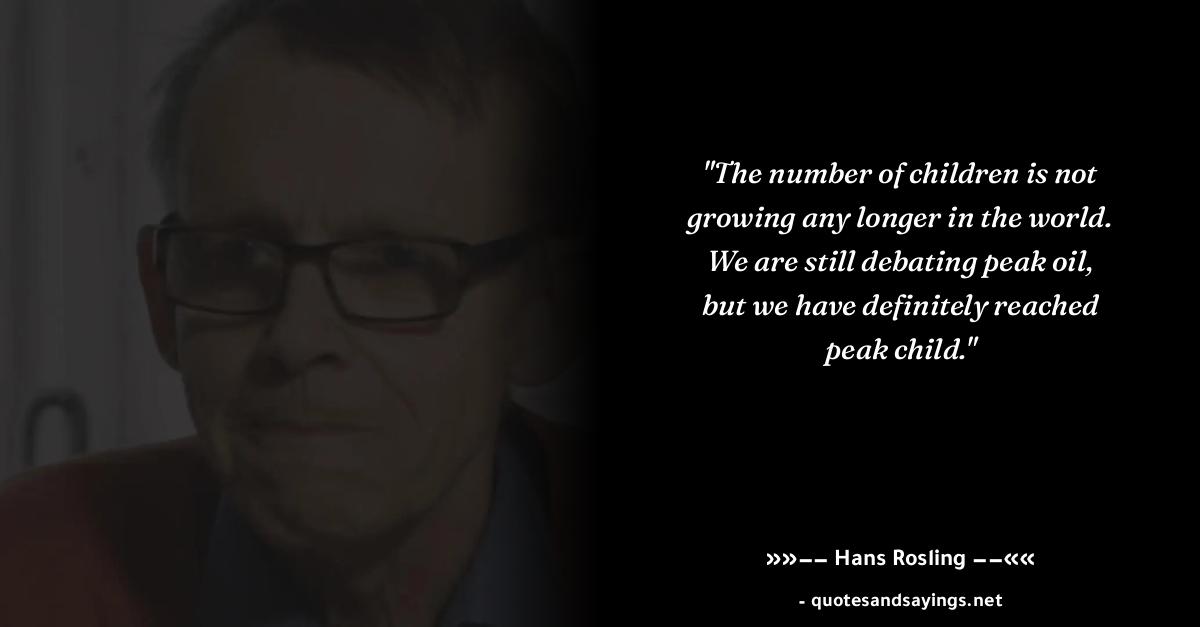 "The number of children is not
growing any longer in the world.
We are still debating peak oil,
but we have definitely reached
peak child."
»»−− Hans Rosling −−««
- quotesandsayings.net